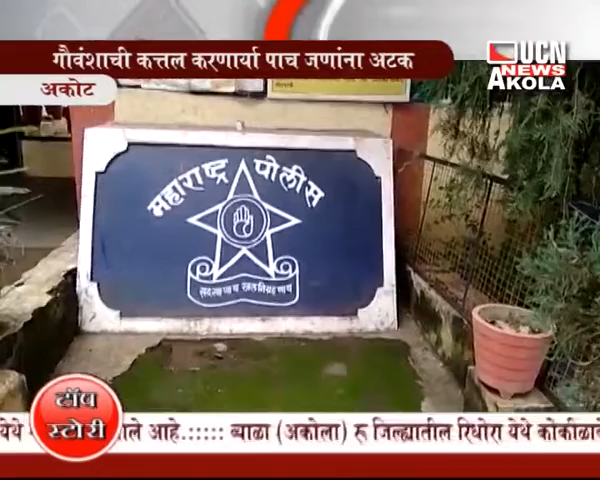 गौवंशाची कत्तल करणार्या पाच जणांना अटक
अकोट
UCN
NEWS
AKOLA
महाराष्ट्र पोलीस
सद्रक्षणाय खलनिग्रहणाय
टॉप
स्टोरी
येथे
ाले आहे...::::: ब्याळा (अकोला) रु जिल्ह्यातील रिधोरा येथे कोकीळा